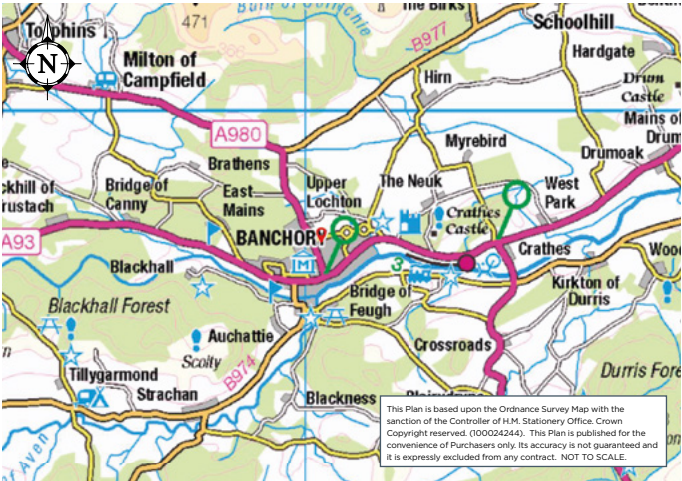 The Birks
B977
Schoolhill
471
Hardgate
N
Milton of
Campfield
Hirn
Drum
Castle
Mains of
Drum
A980
Myrebird
Drumoak
Brathens
Bridge of
Canny
East
Mains
Upper
Lochton
The Neuk
West
Park
Crathes
Castle
A93
BANCHORY
M
Crathes
3
Blackhall
Kirkton of
Durris
Bridge of
Feugh
Blackhall Forest
Auchattie
Scolty
Crossroads
B974
Tillygarmond
Strachan
Blackness
This Plan is based upon the Ordnance Survey Map with the
sanction of the Controller of H.M. Stationery Office. Crown
Copyright reserved. (100024244). This Plan is published for the
convenience of Purchasers only. Its accuracy is not guaranteed and
it is expressly excluded from any contract. NOT TO SCALE.